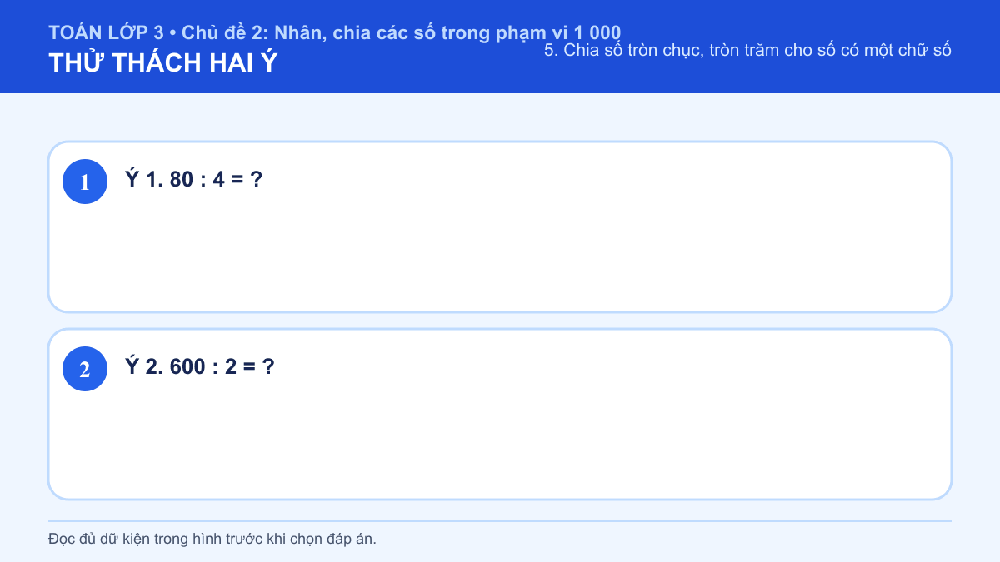 TOÁN LỚP 3 • Chủ đề 2: Nhân, chia các số trong phạm vi 1 000
5. Chia số tròn chục, tròn trăm cho số có một chữ số
THỬ THÁCH HAI Ý
1
Ý 1. 80 : 4 = ?
2
Ý 2. 600 : 2 = ?
Đọc đủ dữ kiện trong hình trước khi chọn đáp án.